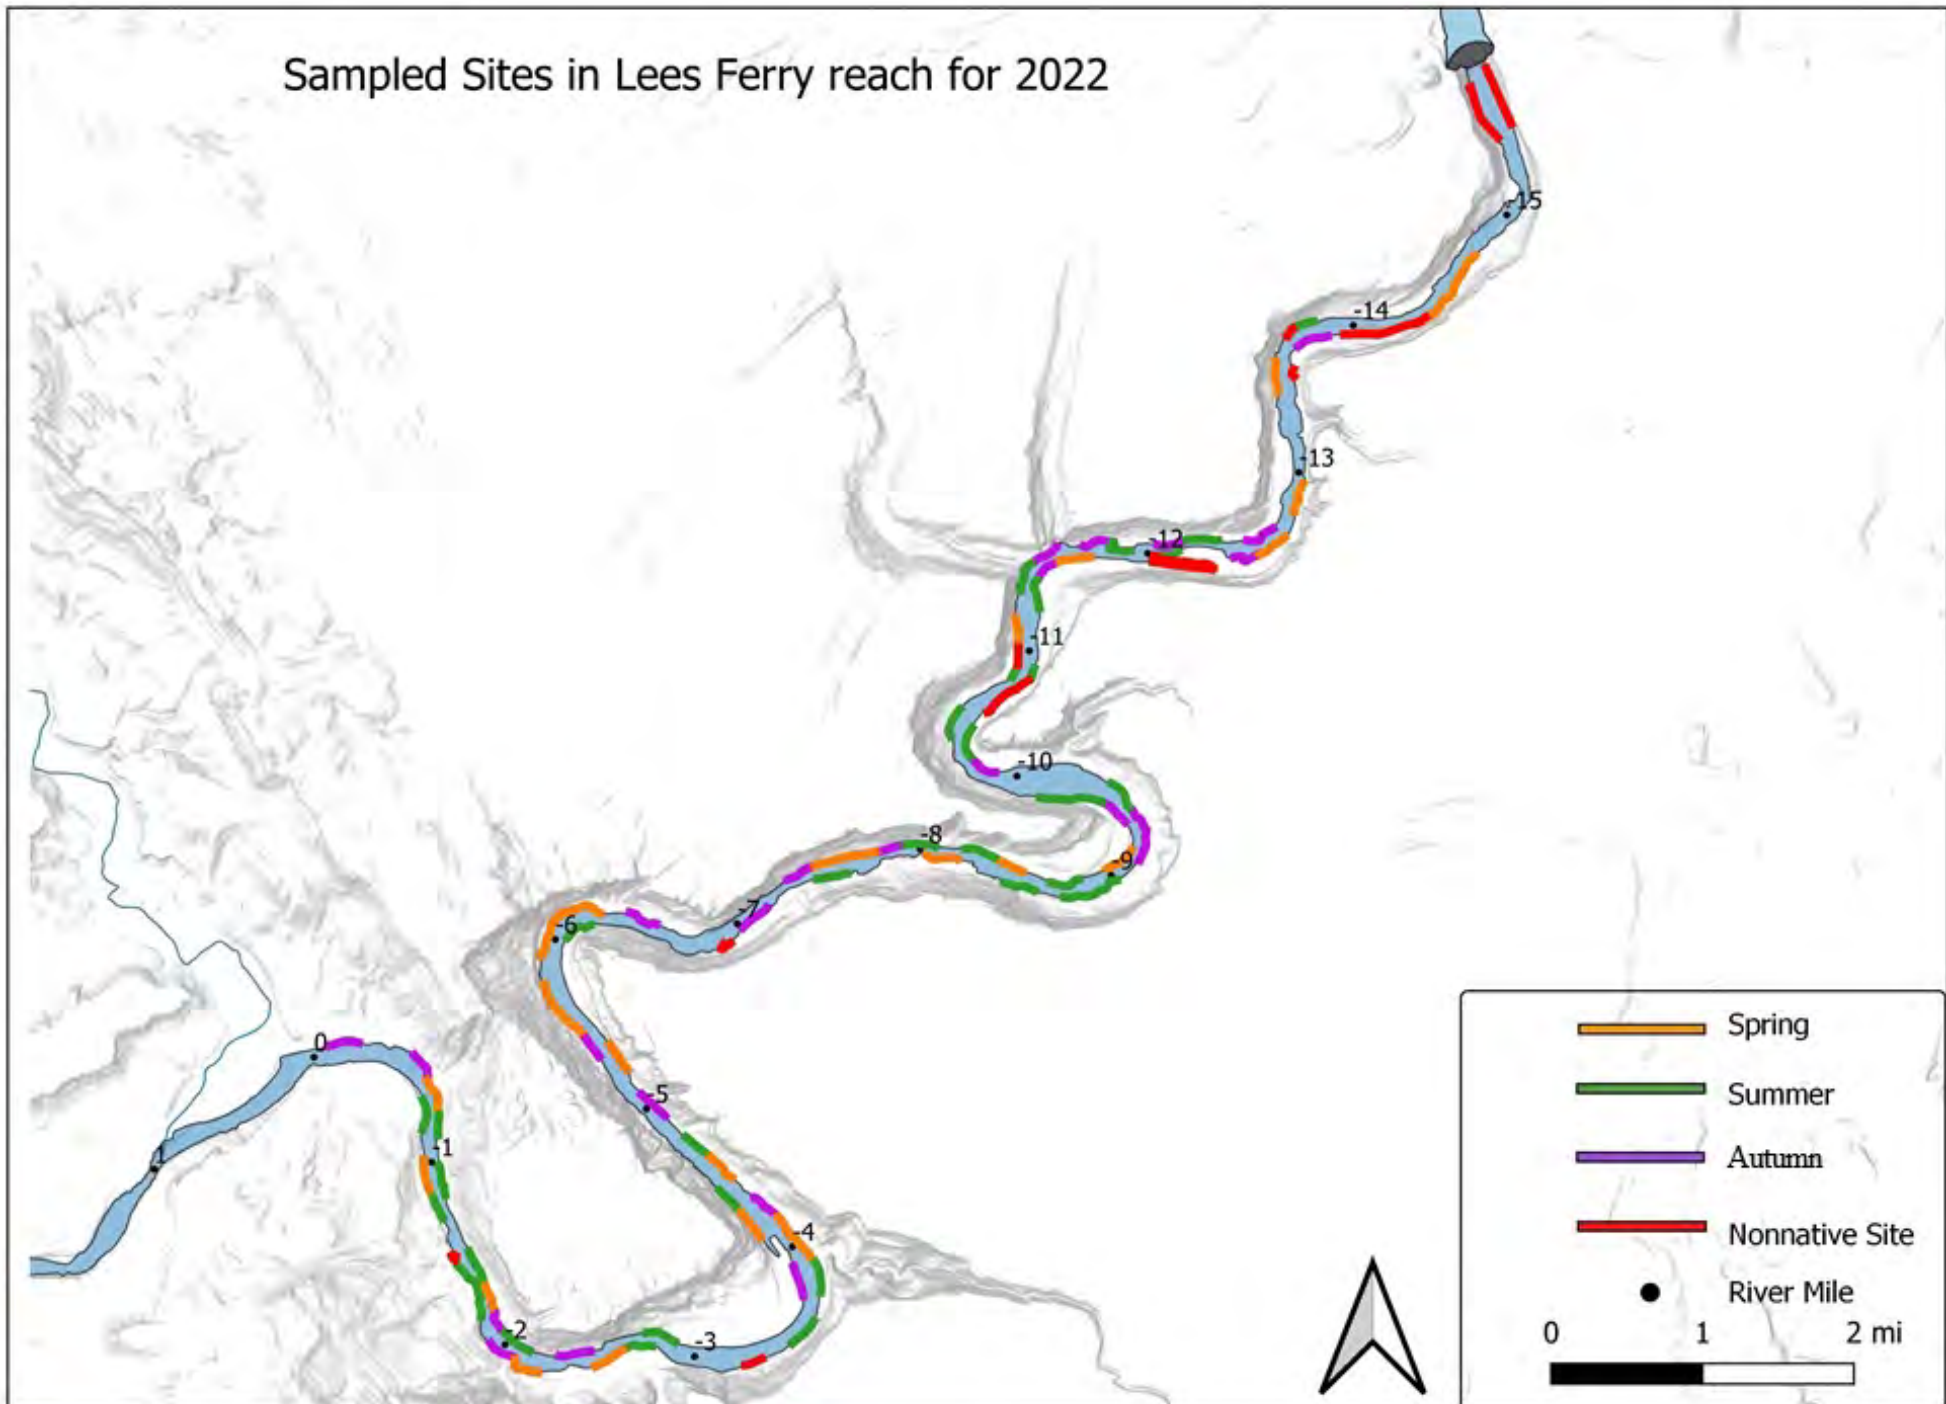 Sampled Sites in Lees Ferry reach for 2022
-15
-14
-13
-12
-11
-10
-9
-8
-7
-6
-5
-4
-3
-2
-1
0
1
Spring
Summer
Autumn
Nonnative Site
River Mile
0 1 2 mi